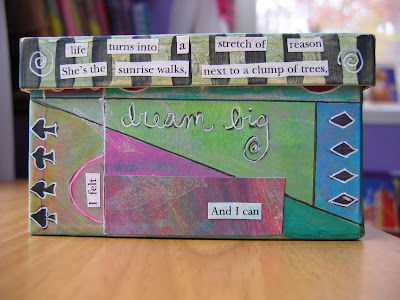 life turns into a stretch of reason
She's the sunrise walks, next to a clump of trees,
dream big
I felt
And I can